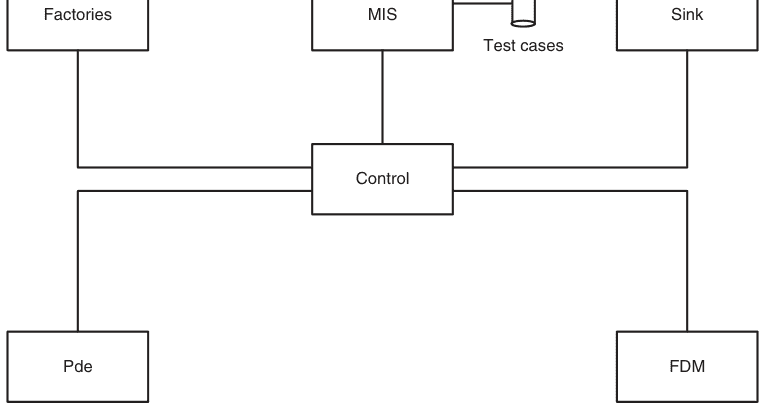 Factories
MIS
Sink
Test cases
Control
Pde
FDM